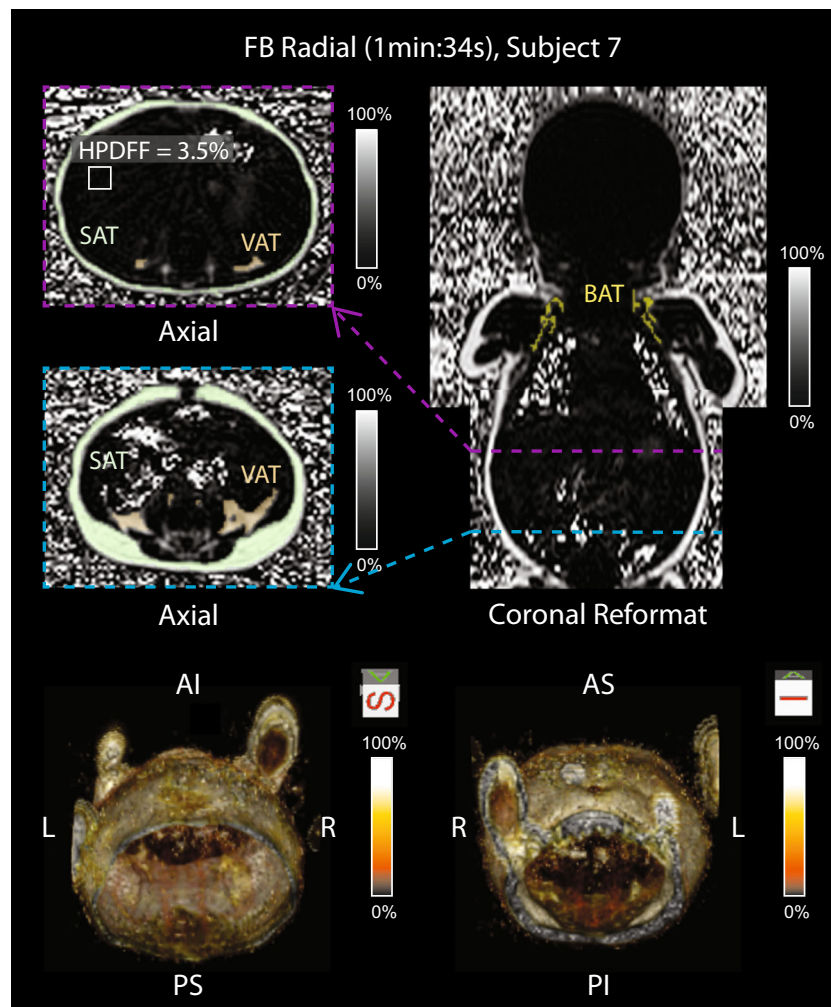 FB Radial (1min:34s), Subject 7
100%
HPDFF = 3.5%
SAT
VAT
0%
Axial
100%
SAT
VAT
0%
Axial
BAT
100%
0%
Coronal Reformat
AI
S
A
100%
L
R
0%
PS
AS
A
I
100%
R
L
0%
PI